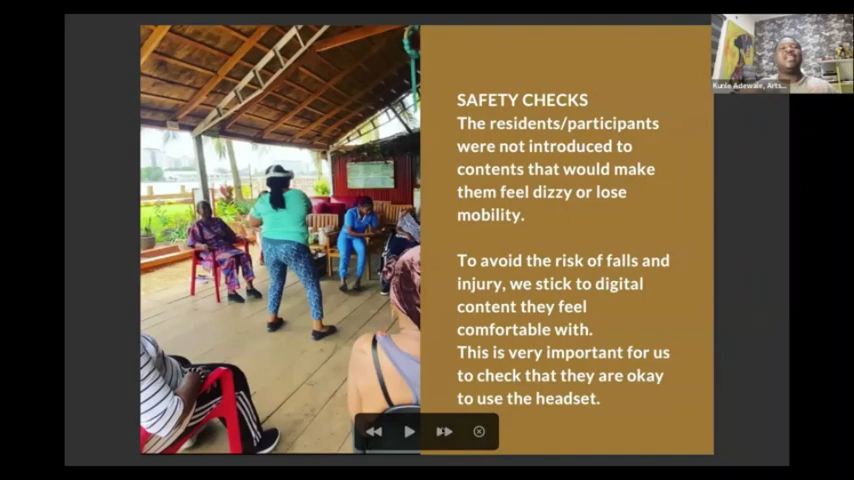 SAFETY CHECKS
The residents/participants
were not introduced to
contents that would make
them feel dizzy or lose
mobility.
To avoid the risk of falls and
injury, we stick to digital
content they feel
comfortable with.
This is very important for us
to check that they are okay
to use the headset.
Kunle Adewale, Arts...